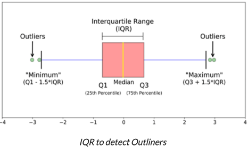 Interquartile Range
(IQR)
Outliers
Outliers
"Minimum"
(Q1 - 1.5*IQR)
"Maximum"
(Q3 + 1.5*IQR)
Q1
Median
Q3
(25th Percentile)
(75th Percentile)
-4
-3
-2
-1
0
1
2
3
4
IQR to detect Outliners